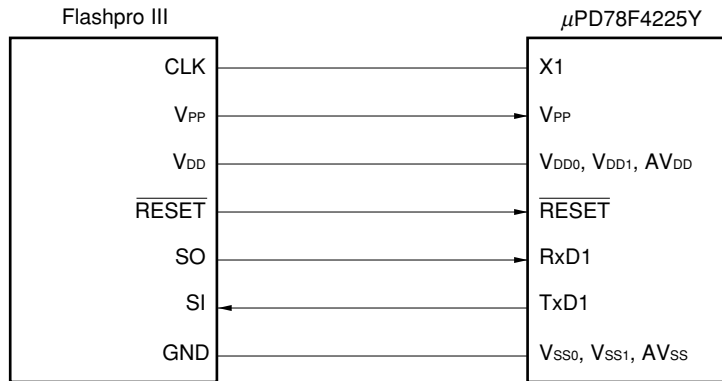 Flashpro III
μPD78F4225Y
CLK
X1
VPP
VPP
VDD
VDD0, VDD1, AVDD
RESET
RESET
SO
RxD1
SI
TxD1
GND
VSS0, VSS1, AVSS